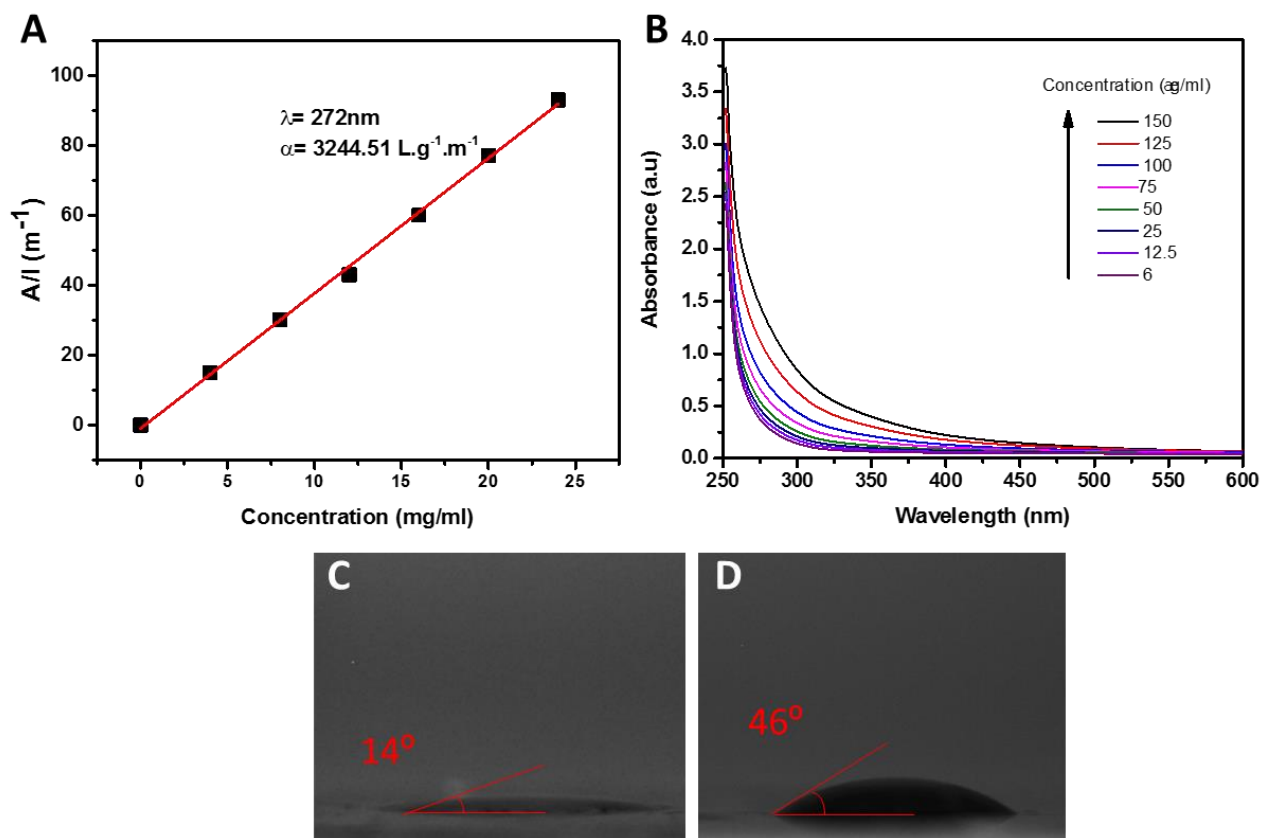 A
100
80
60
40
20
0
A/l (m⁻¹)
λ= 272nm
α= 3244.51 L.g⁻¹.m⁻¹
0 5 10 15 20 25
Concentration (mg/ml)
B
4.0
3.5
3.0
2.5
2.0
1.5
1.0
0.5
0.0
Absorbance (a.u)
Concentration (æg/ml)
150
125
100
75
50
25
12.5
6
250 300 350 400 450 500 550 600
Wavelength (nm)
C
14º
D
46º